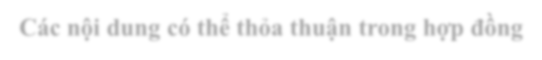 Các nội dung có thể thỏa thuận trong hợp đồng